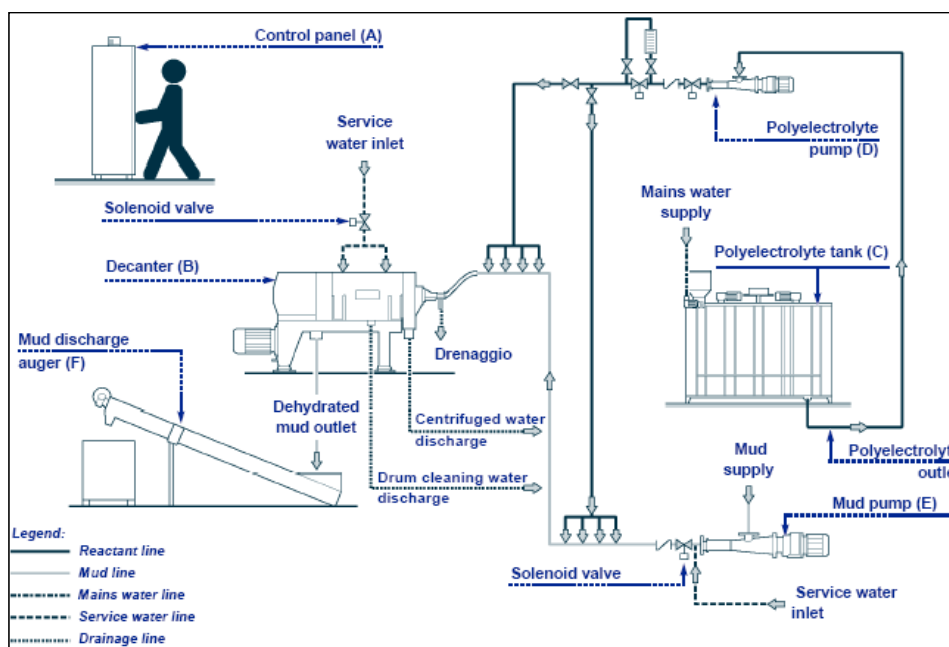 Control panel (A)
Service
water inlet
Polyelectrolyte
pump (D)
Mains water
supply
Solenoid valve
Polyelectrolyte tank (C)
Decanter (B)
Mud discharge
auger (F)
Drenaggio
Dehydrated
mud outlet
Centrifuged water
discharge
Mud
supply
Polyelectrolyt
outle
Drum cleaning water
discharge
Mud pump (E)
Legend:
Reactant line
Mud line
Mains water line
Service water line
Drainage line
Solenoid valve
Service water
inlet